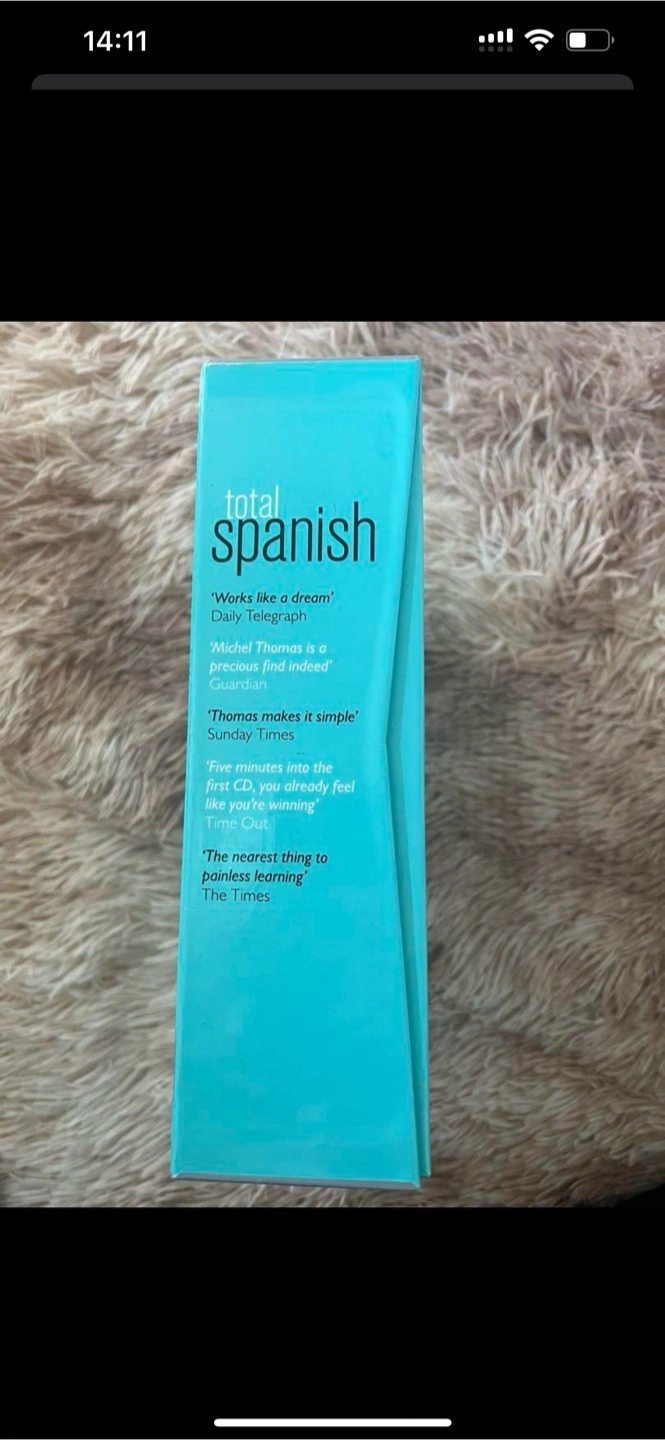 14:11
total
spanish
'Works like a dream'
Daily Telegraph
'Michel Thomas is a
precious find indeed'
Guardian
'Thomas makes it simple'
Sunday Times
'Five minutes into the
first CD, you already feel
like you're winning'
Time Out
'The nearest thing to
painless learning'
The Times